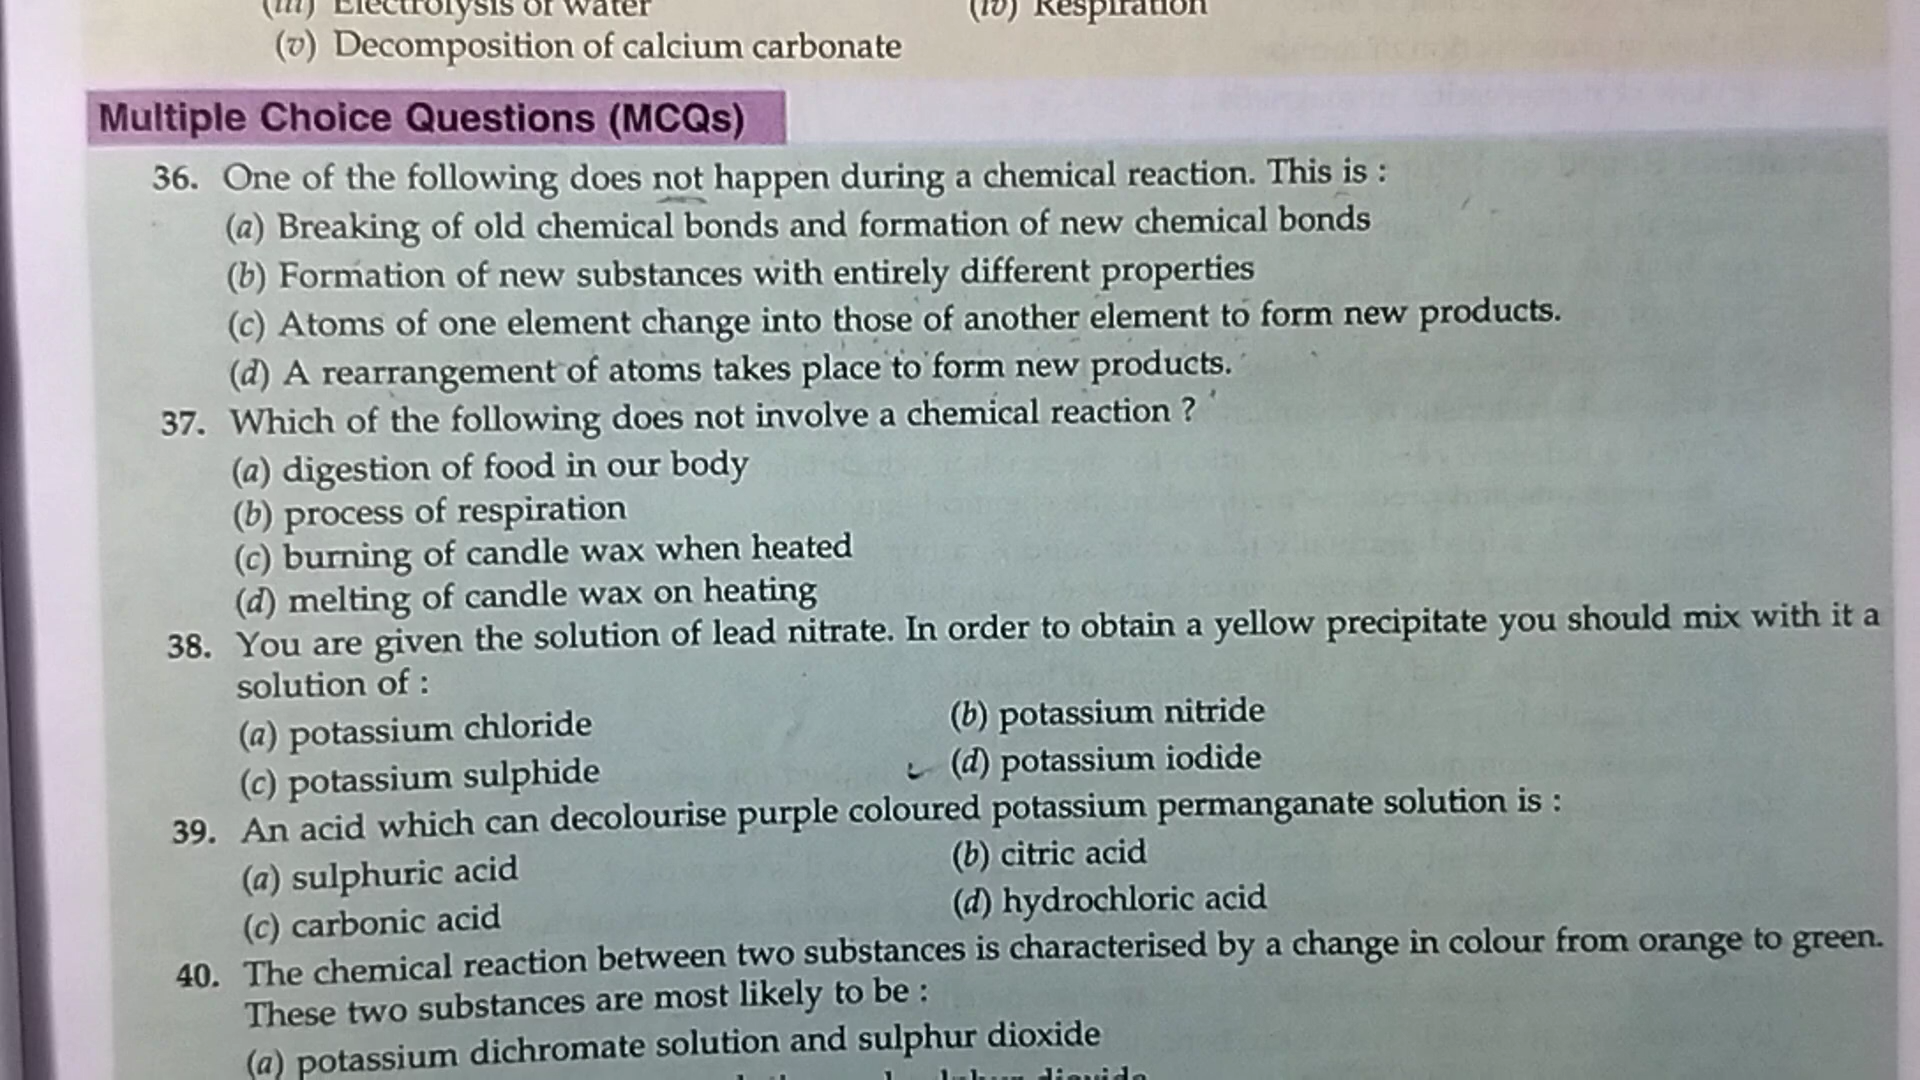 (iii) Electrolysis of water (iv) Respiration
(v) Decomposition of calcium carbonate
Multiple Choice Questions (MCQs)
36. One of the following does not happen during a chemical reaction. This is :
(a) Breaking of old chemical bonds and formation of new chemical bonds
(b) Formation of new substances with entirely different properties
(c) Atoms of one element change into those of another element to form new products.
(d) A rearrangement of atoms takes place to form new products.
37. Which of the following does not involve a chemical reaction ?
(a) digestion of food in our body
(b) process of respiration
(c) burning of candle wax when heated
(d) melting of candle wax on heating
38. You are given the solution of lead nitrate. In order to obtain a yellow precipitate you should mix with it a
solution of :
(a) potassium chloride (b) potassium nitride
(c) potassium sulphide (d) potassium iodide
39. An acid which can decolourise purple coloured potassium permanganate solution is :
(a) sulphuric acid (b) citric acid
(c) carbonic acid (d) hydrochloric acid
40. The chemical reaction between two substances is characterised by a change in colour from orange to green.
These two substances are most likely to be :
(a) potassium dichromate solution and sulphur dioxide
dioxide